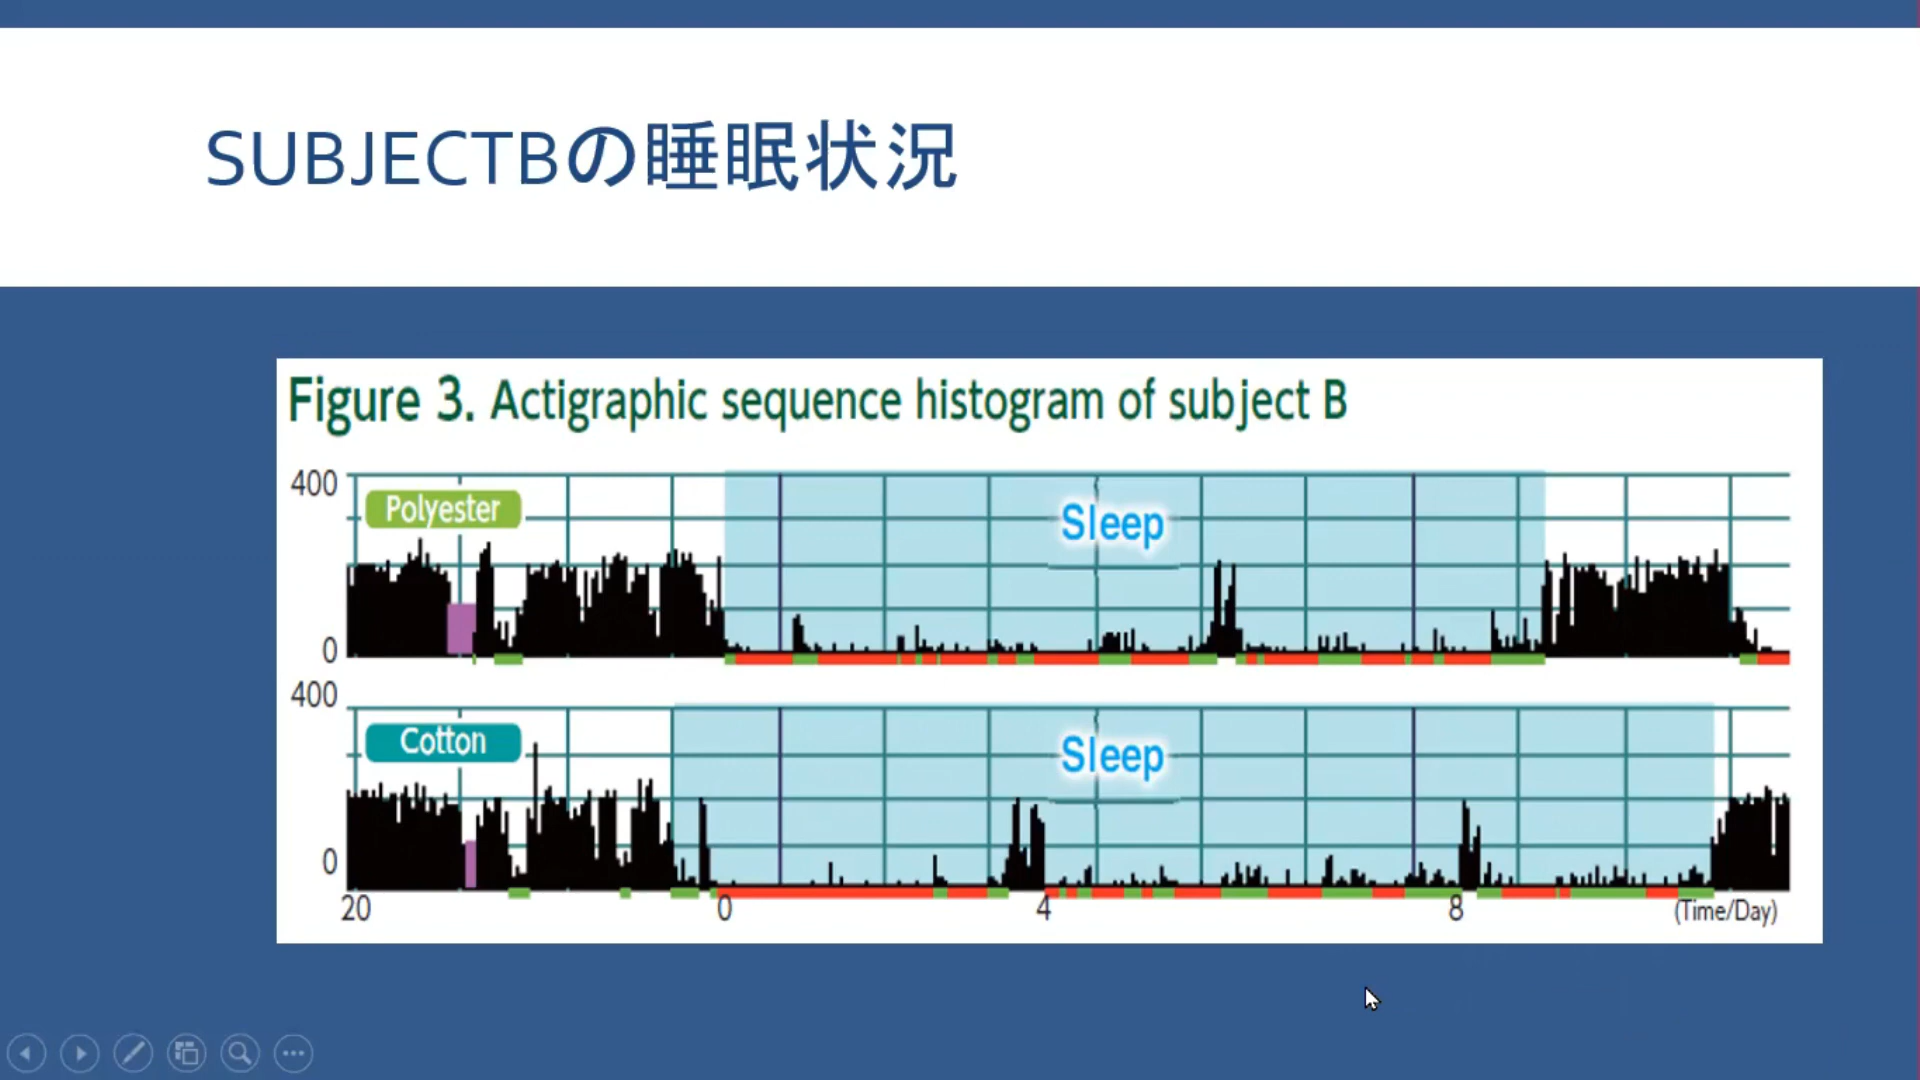 SUBJECTBの睡眠状況
Figure 3. Actigraphic sequence histogram of subject B
400
Polyester
Sleep
0
400
Cotton
Sleep
0
20 0 4 8 (Time/Day)